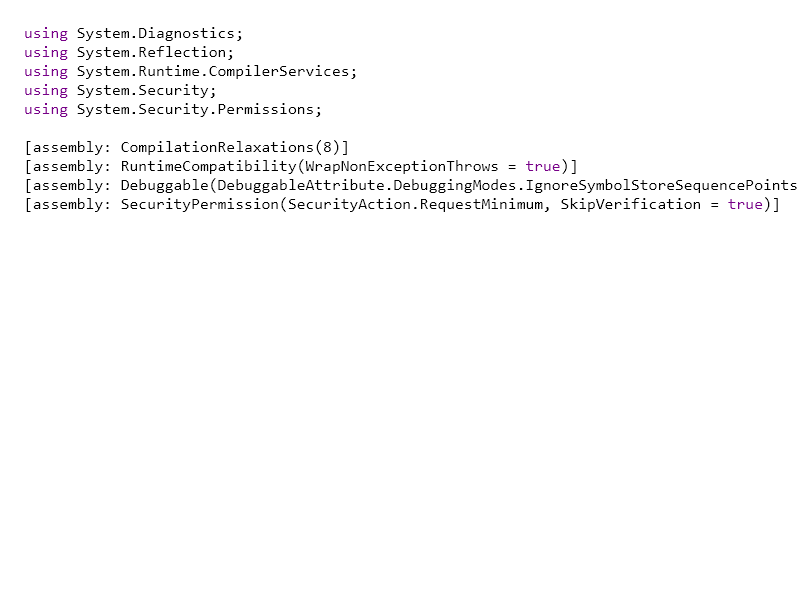 using System.Diagnostics;
using System.Reflection;
using System.Runtime.CompilerServices;
using System.Security;
using System.Security.Permissions;
[assembly: CompilationRelaxations(8)]
[assembly: RuntimeCompatibility(WrapNonExceptionThrows = true)]
[assembly: Debuggable(DebuggableAttribute.DebuggingModes.IgnoreSymbolStoreSequencePoints
[assembly: SecurityPermission(SecurityAction.RequestMinimum, SkipVerification = true)]